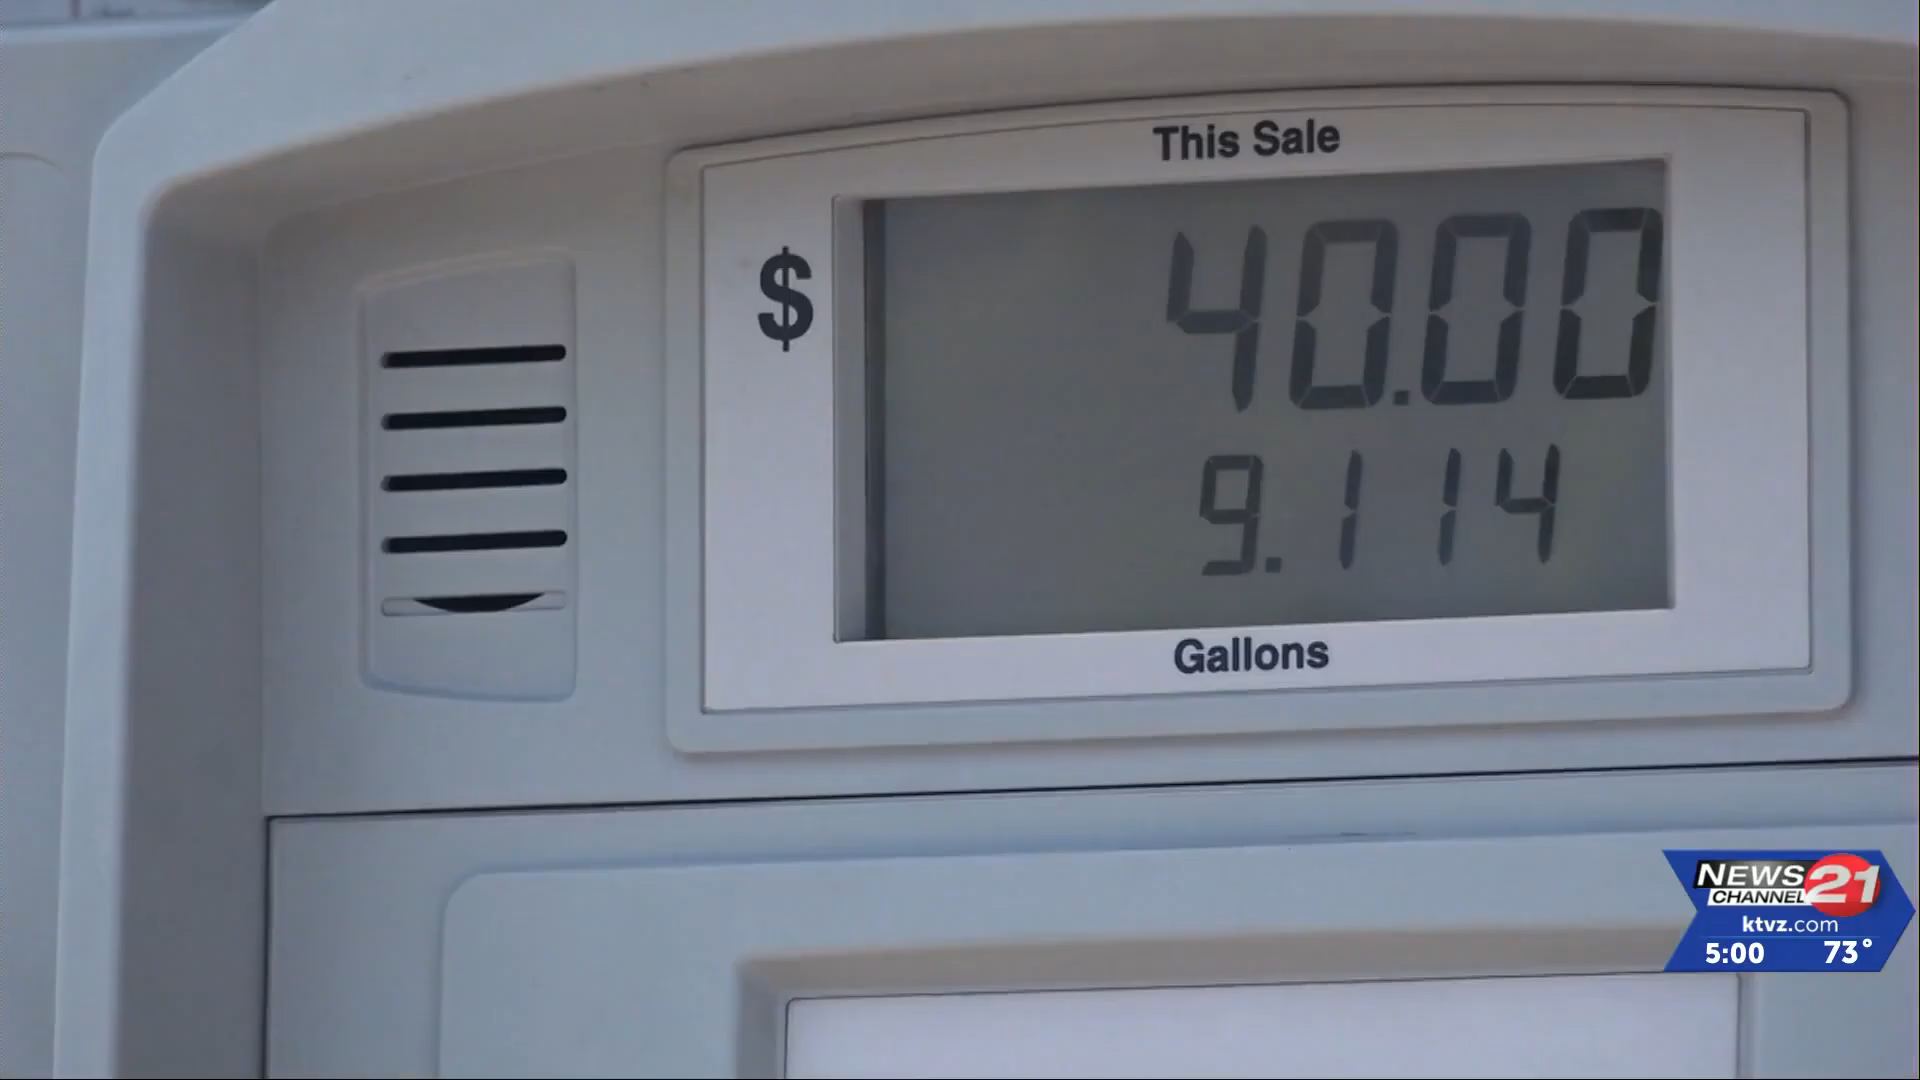 This Sale
$ 40.00
9.114
Gallons
NEWS
CHANNEL 21
ktvz.com
5:00 73°